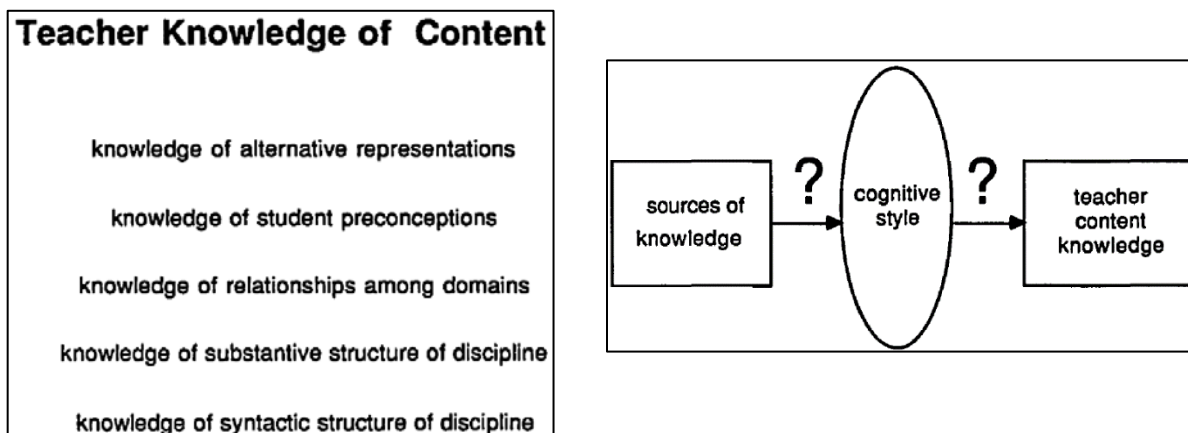 Teacher Knowledge of Content
knowledge of alternative representations
knowledge of student preconceptions
knowledge of relationships among domains
knowledge of substantive structure of discipline
knowledge of syntactic structure of discipline
sources of
knowledge
?
cognitive
style
?
teacher
content
knowledge